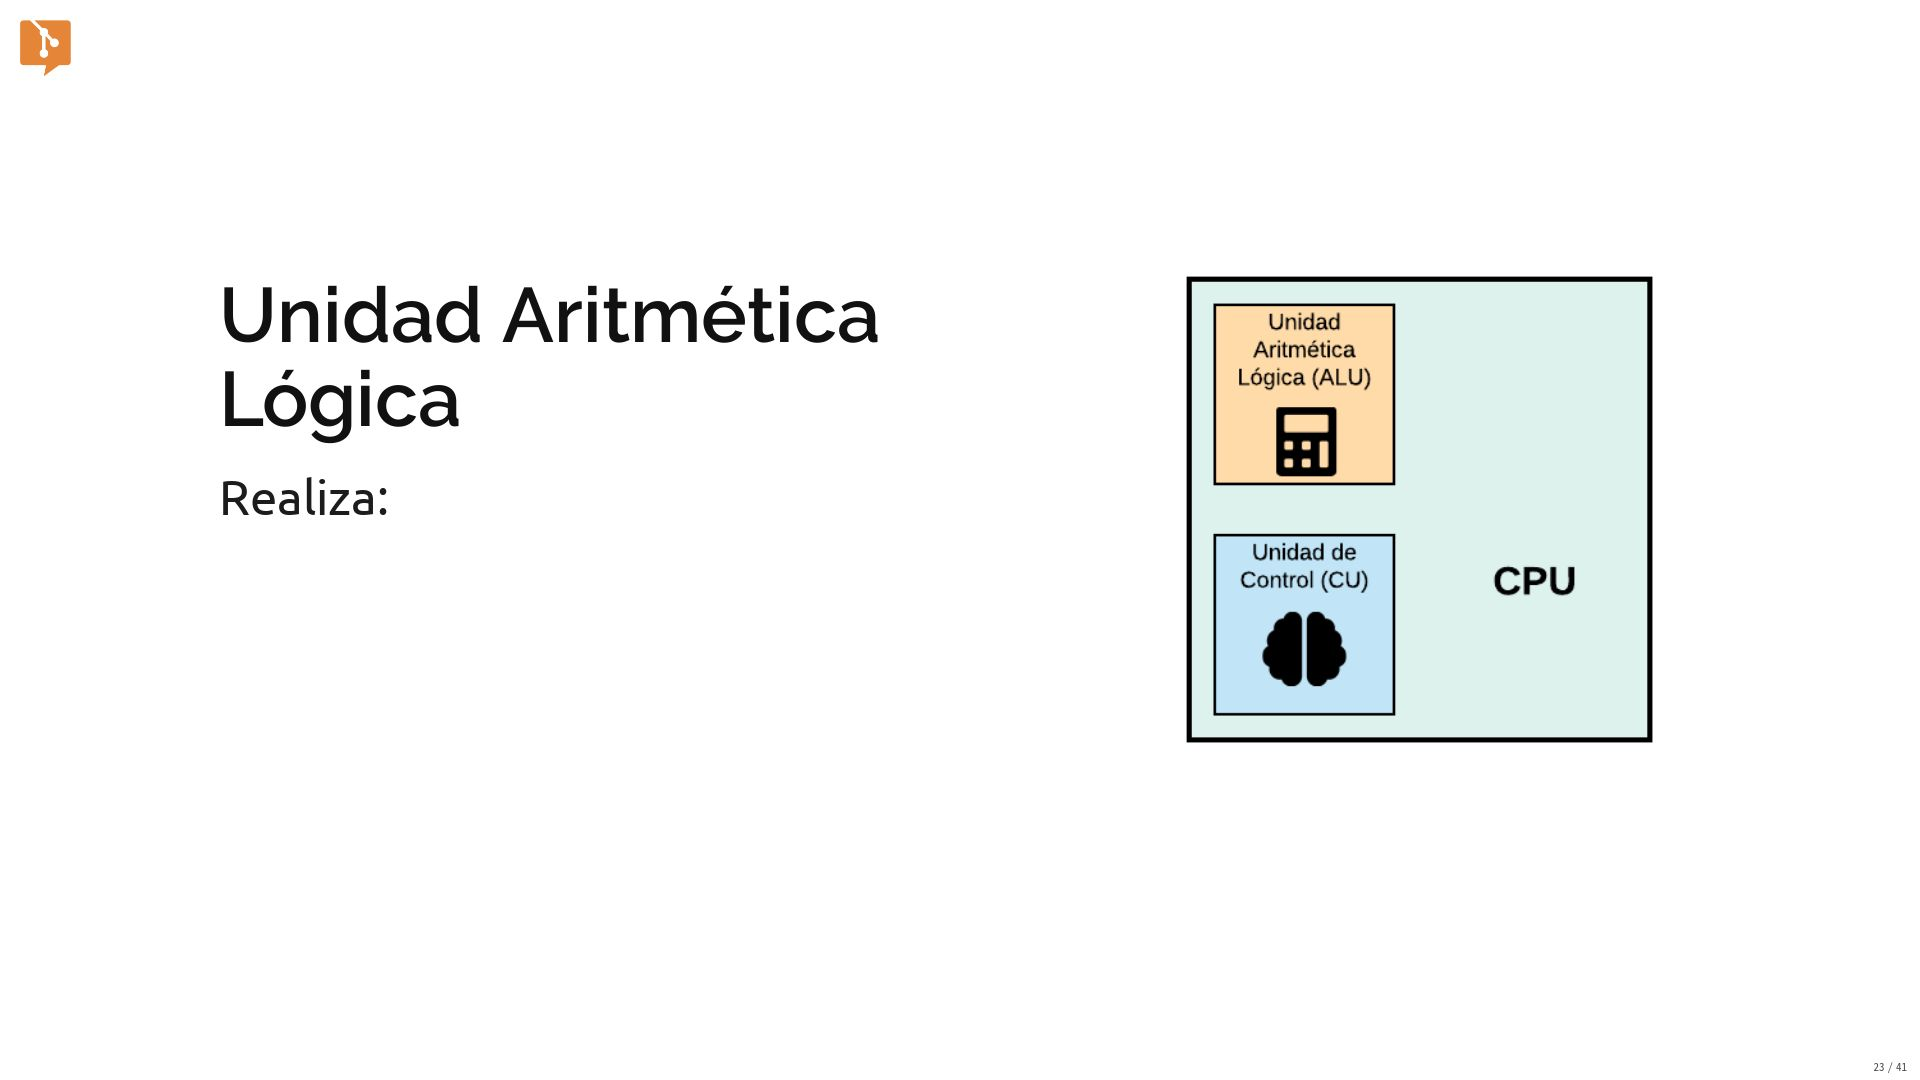 Unidad Aritmética
Lógica
Realiza:
Unidad
Aritmética
Lógica (ALU)
Unidad de
Control (CU)
CPU
23 / 41